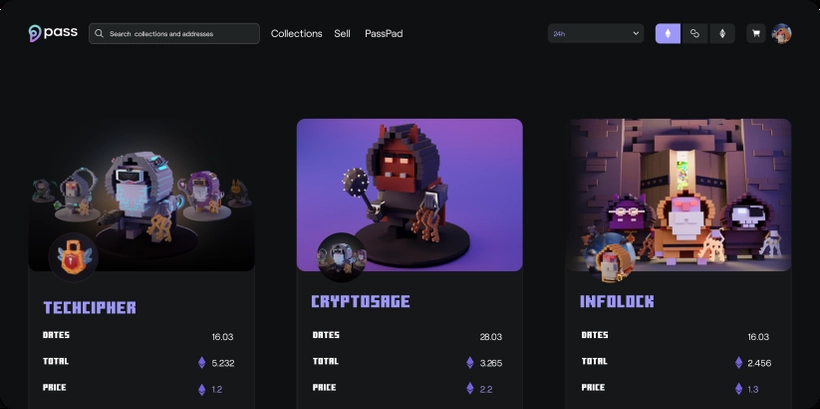 pass
Search collections and addresses
Collections Sell PassPad
24h
TECHCIPHER
DATES 16.03
TOTAL 5.232
PRICE 1.2
CRYPTOSAGE
DATES 28.03
TOTAL 3.265
PRICE 2.2
INFOLOCK
DATES 16.03
TOTAL 2.456
PRICE 1.3